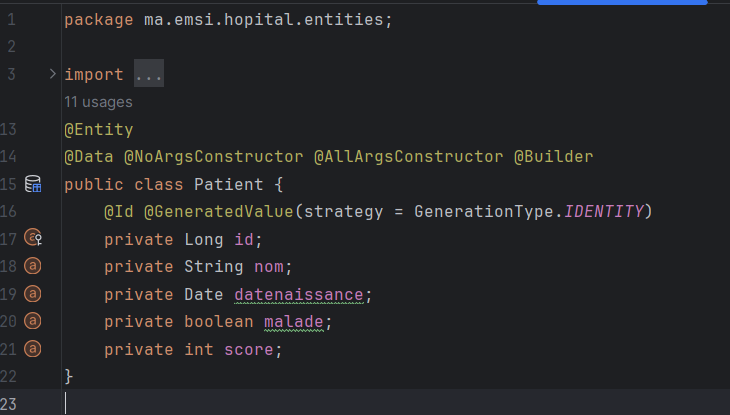 1 package ma.emsi.hopital.entities;
2
3 import ...
11 usages
13 @Entity
14 @Data @NoArgsConstructor @AllArgsConstructor @Builder
15 public class Patient {
16 @Id @GeneratedValue(strategy = GenerationType.IDENTITY)
17 private Long id;
18 private String nom;
19 private Date datenaissance;
20 private boolean malade;
21 private int score;
22 }
23